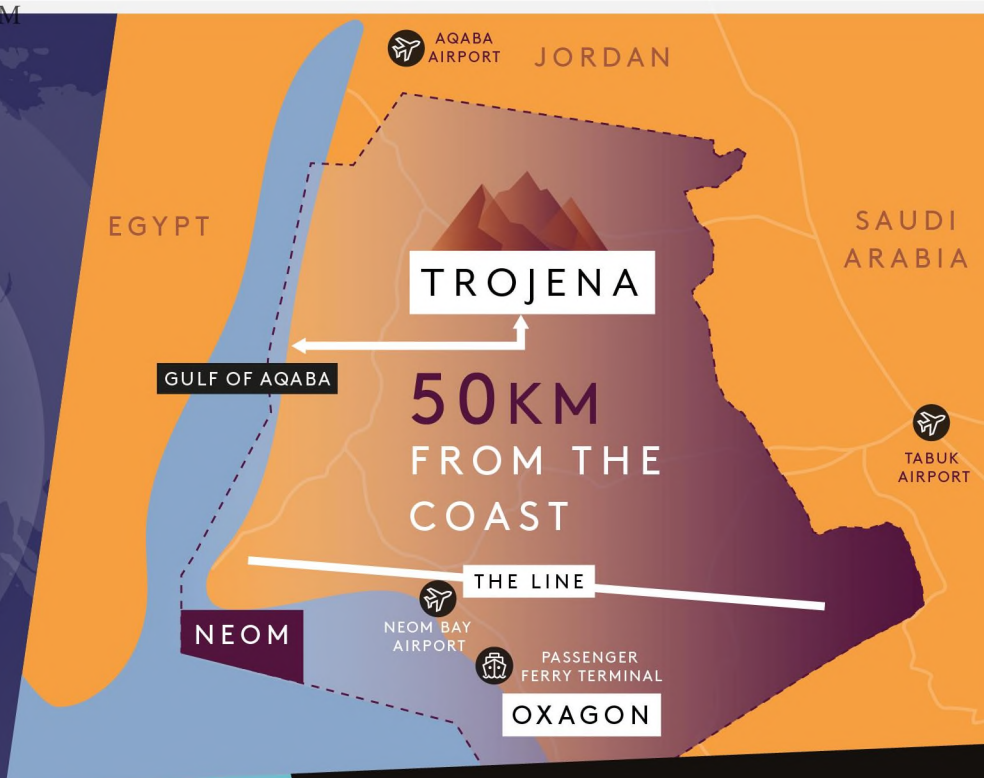 M
AQABA
AIRPORT
JORDAN
EGYPT
SAUDI
ARABIA
TROJENA
GULF OF AQABA
50KM
FROM THE
COAST
TABUK
AIRPORT
THE LINE
NEOM
NEOM BAY
AIRPORT
PASSENGER
FERRY TERMINAL
OXAGON